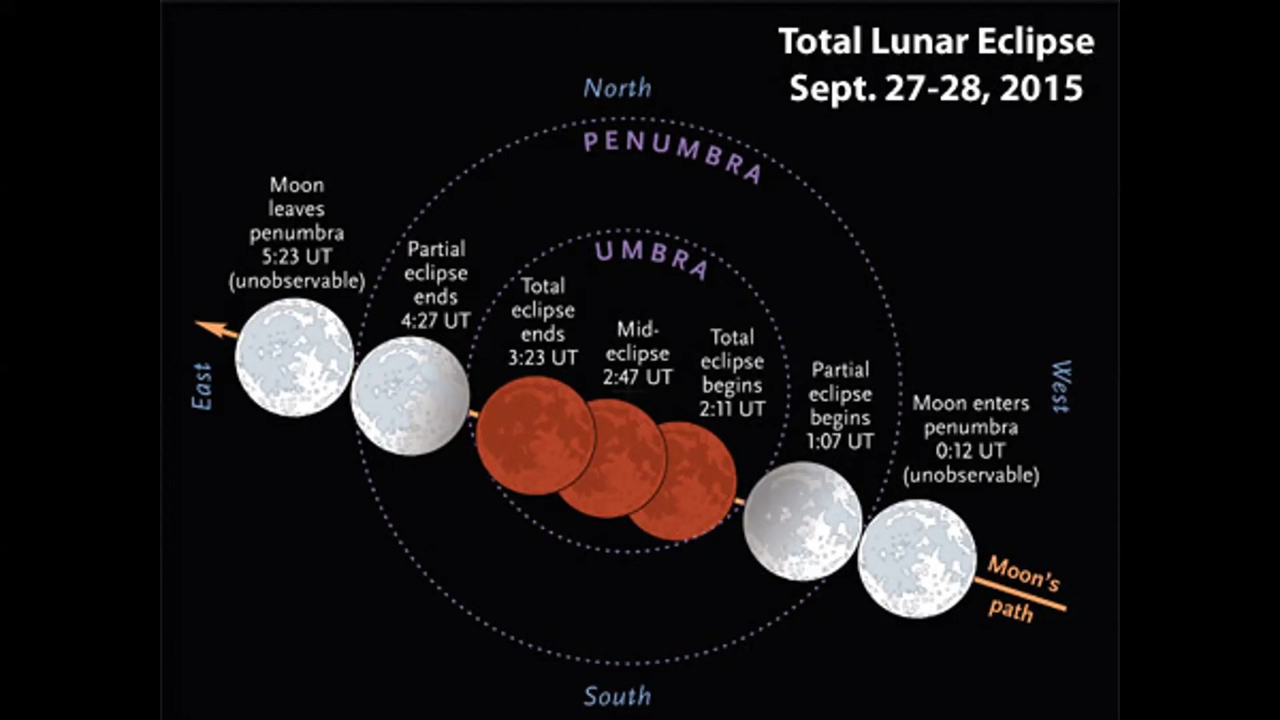 Total Lunar Eclipse
Sept. 27-28, 2015
North
PENUMBRA
UMBRA
Moon
leaves
penumbra
5:23 UT
(unobservable)
Partial
eclipse
ends
4:27 UT
Total
eclipse
ends
3:23 UT
Mid-
eclipse
2:47 UT
Total
eclipse
begins
2:11 UT
Partial
eclipse
begins
1:07 UT
Moon enters
penumbra
0:12 UT
(unobservable)
East
West
Moon's
path
South